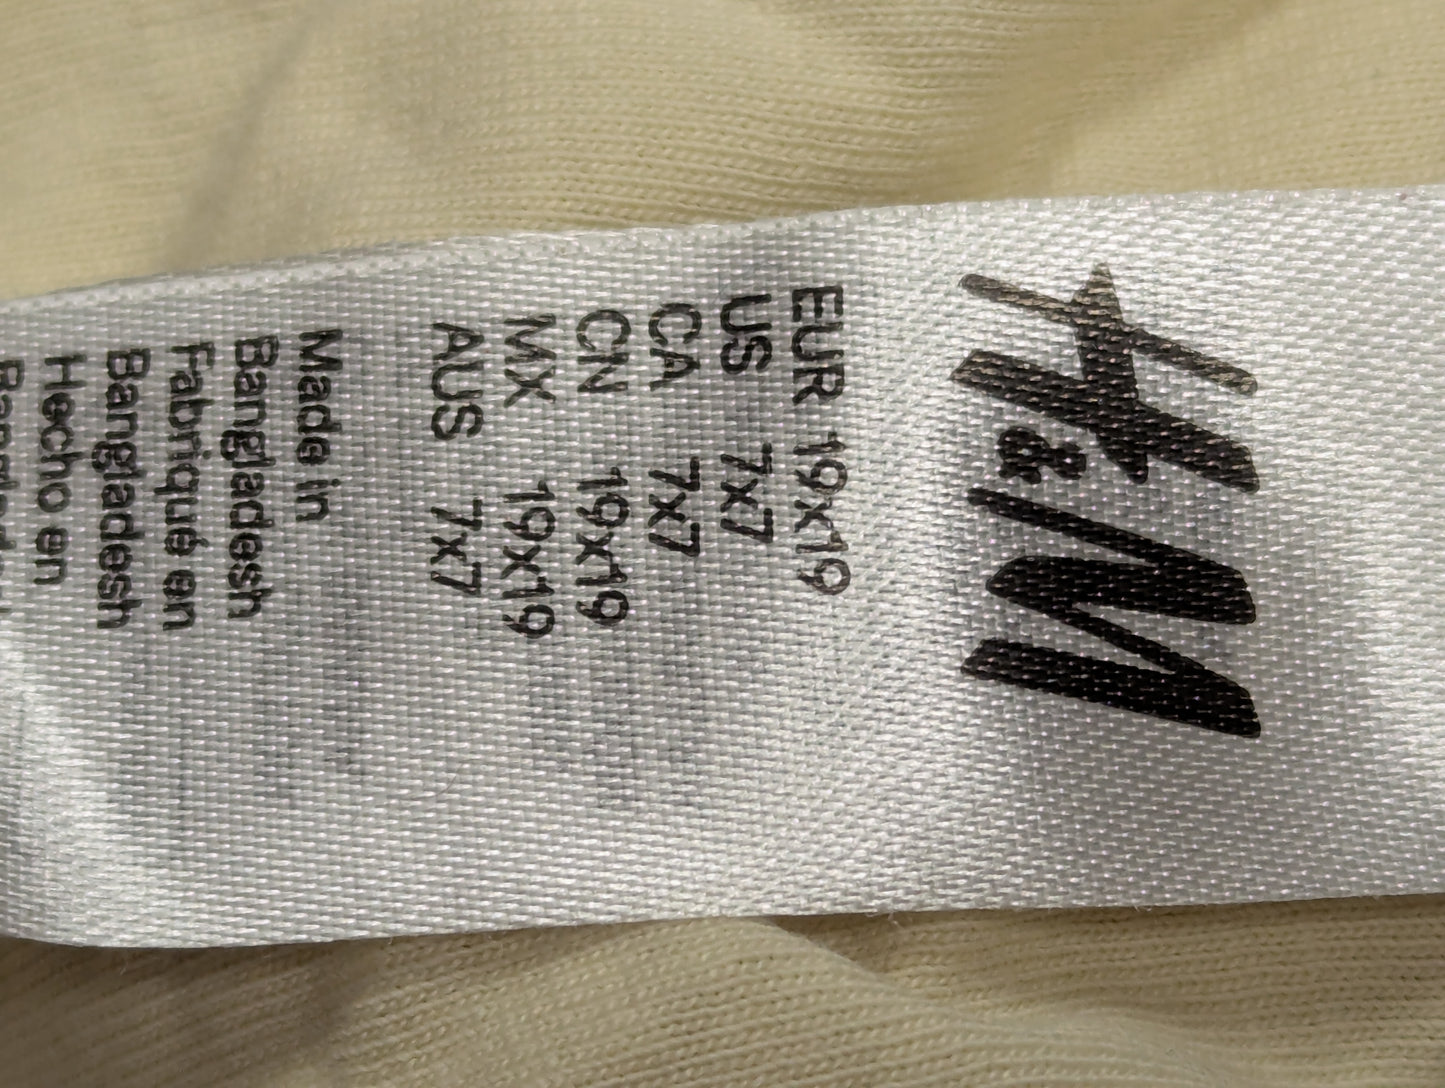 H&M
EUR 19x19
US 7x7
CA 7x7
CN 19x19
MX 19x19
AUS 7x7
Made in
Bangladesh
Fabriqué en
Bangladesh
Hecho en